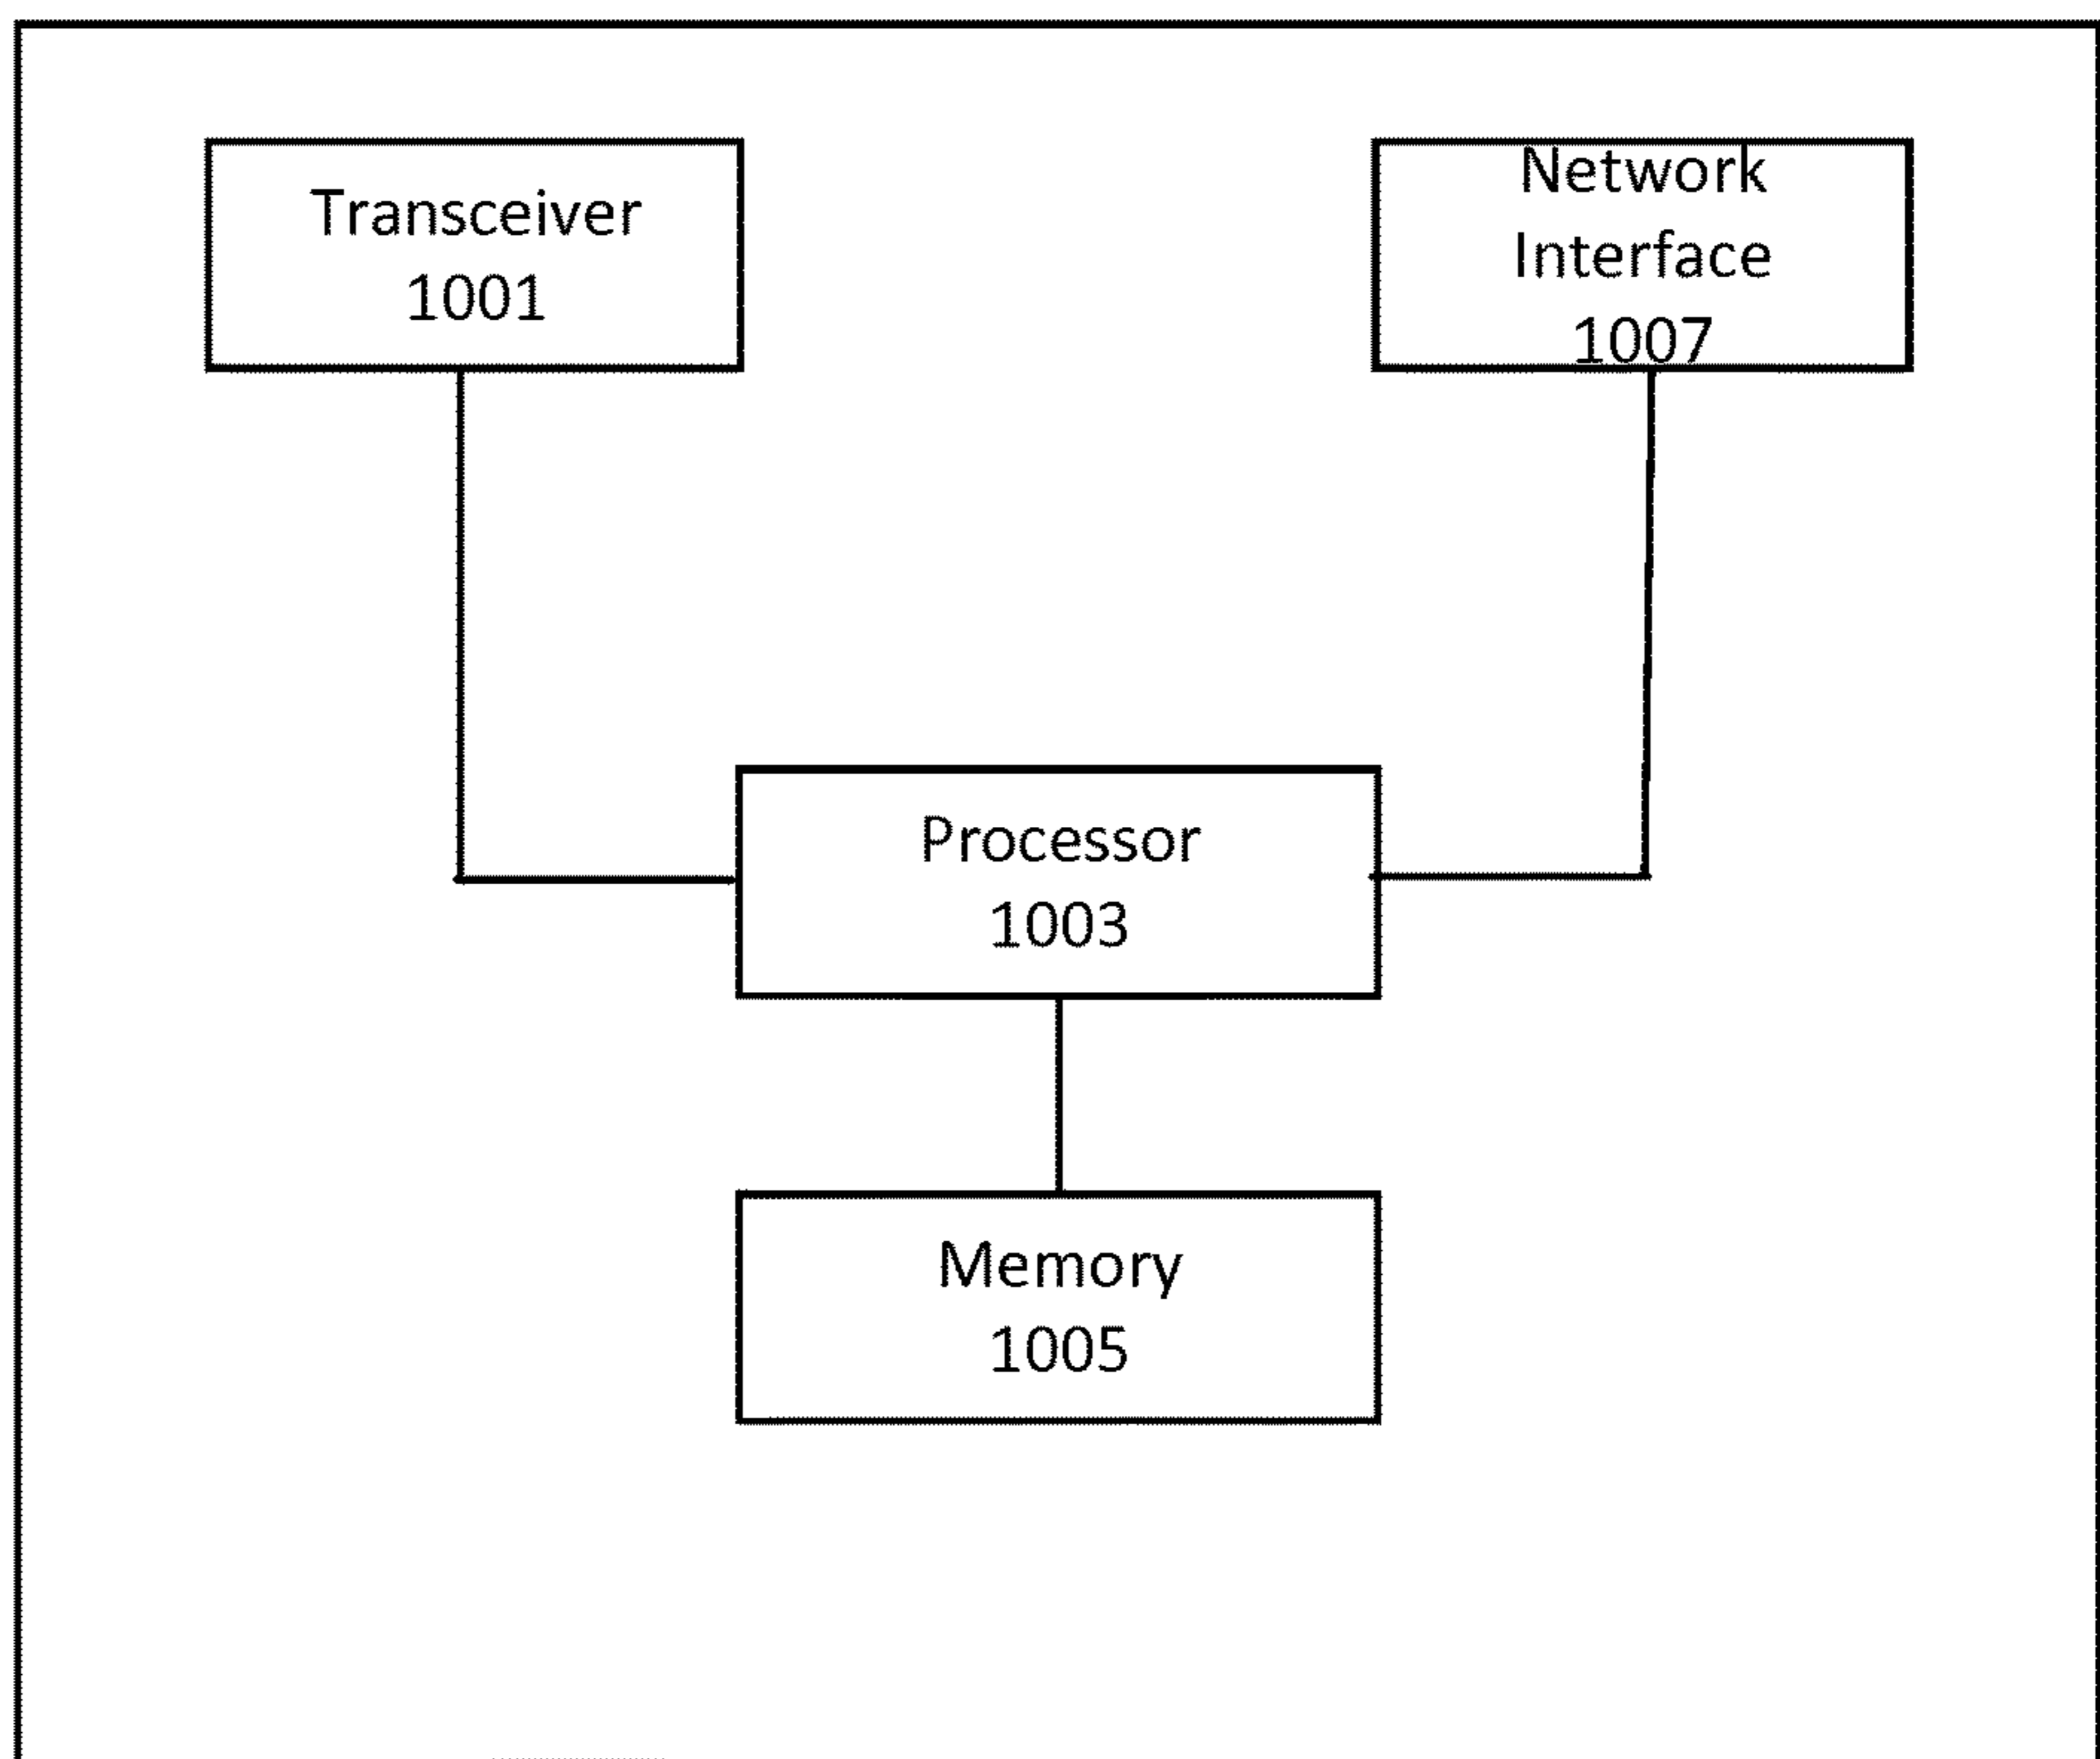 Transceiver
1001
Network
Interface
1007
Processor
1003
Memory
1005